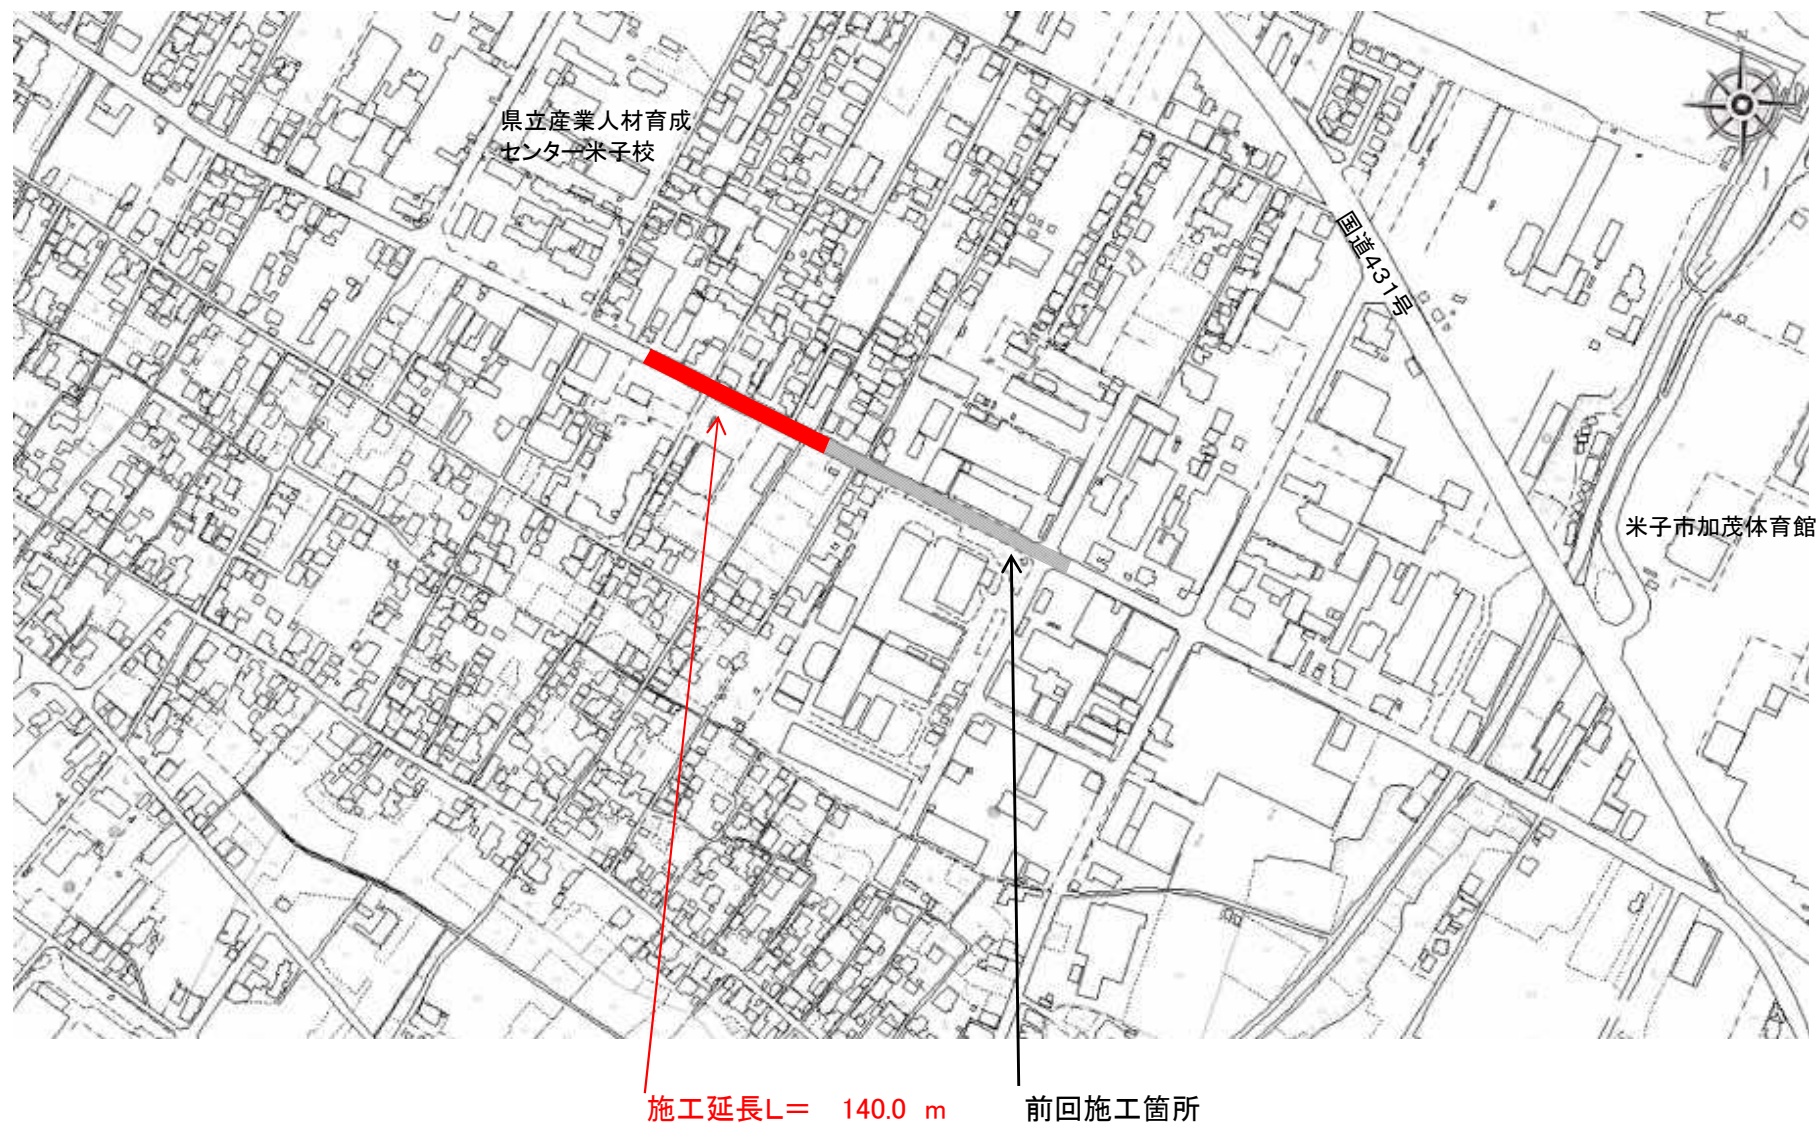 県立産業人材育成
センター米子校
国道431号
米子市加茂体育館
施工延長L＝ 140.0 m
前回施工箇所